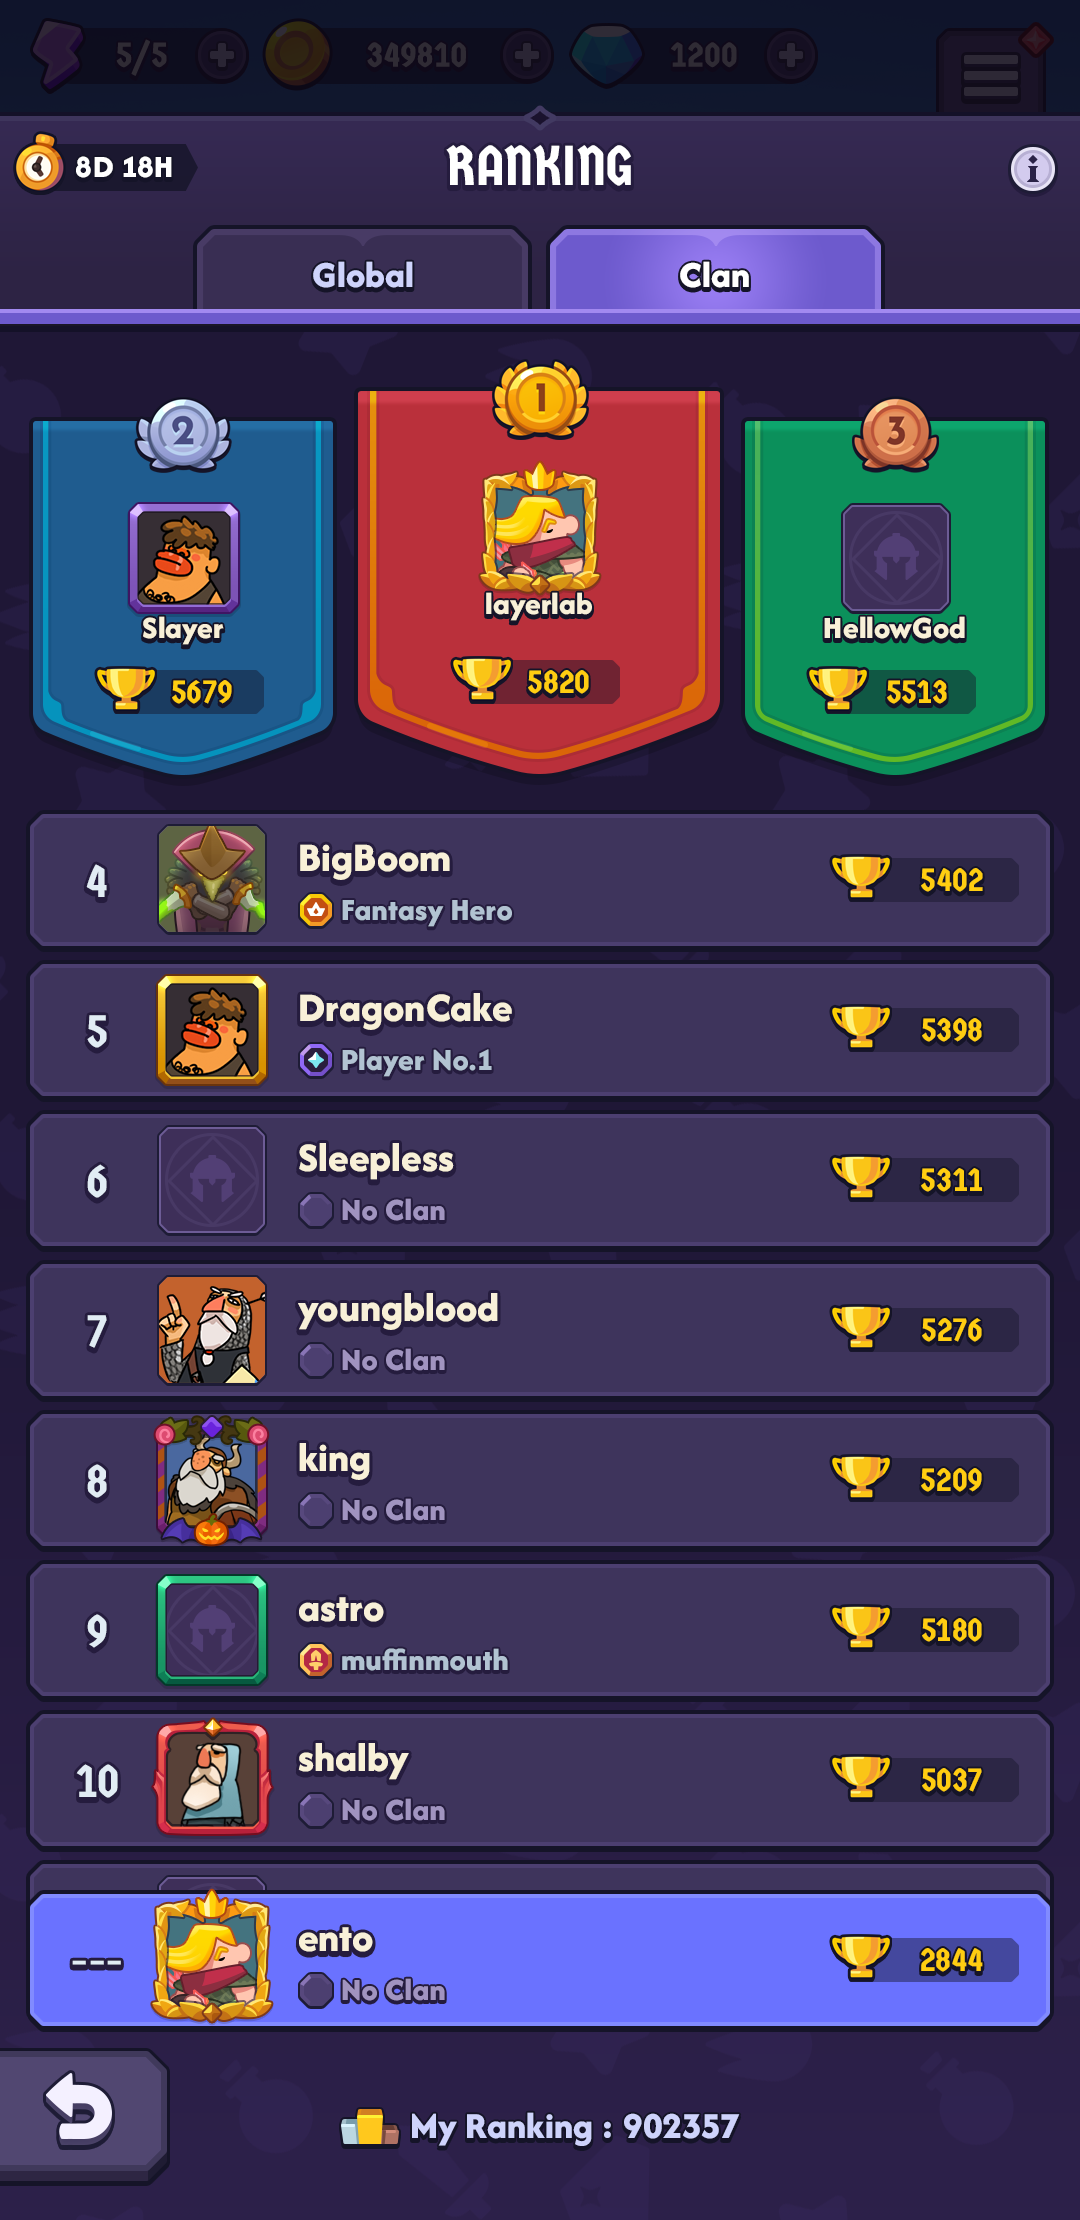 5/5
349810
1200
8D 18H
RANKING
Global
Clan
2
1
3
Slayer
layerlab
HellowGod
5679
5820
5513
4
BigBoom
Fantasy Hero
5402
5
DragonCake
Player No.1
5398
6
Sleepless
No Clan
5311
7
youngblood
No Clan
5276
8
king
No Clan
5209
9
astro
muffinmouth
5180
10
shalby
No Clan
5037
---
ento
No Clan
2844
My Ranking : 902357